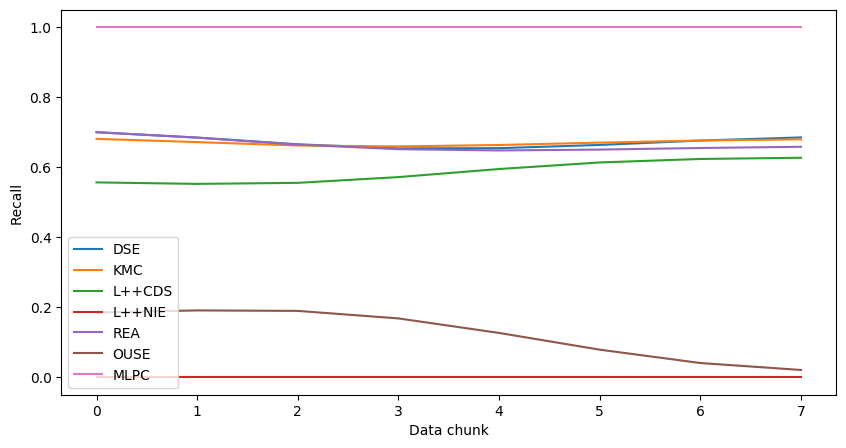 1.0
0.8
0.6
0.4
0.2
0.0
Recall
DSE
KMC
L++CDS
L++NIE
REA
OUSE
MLPC
0 1 2 3 4 5 6 7
Data chunk